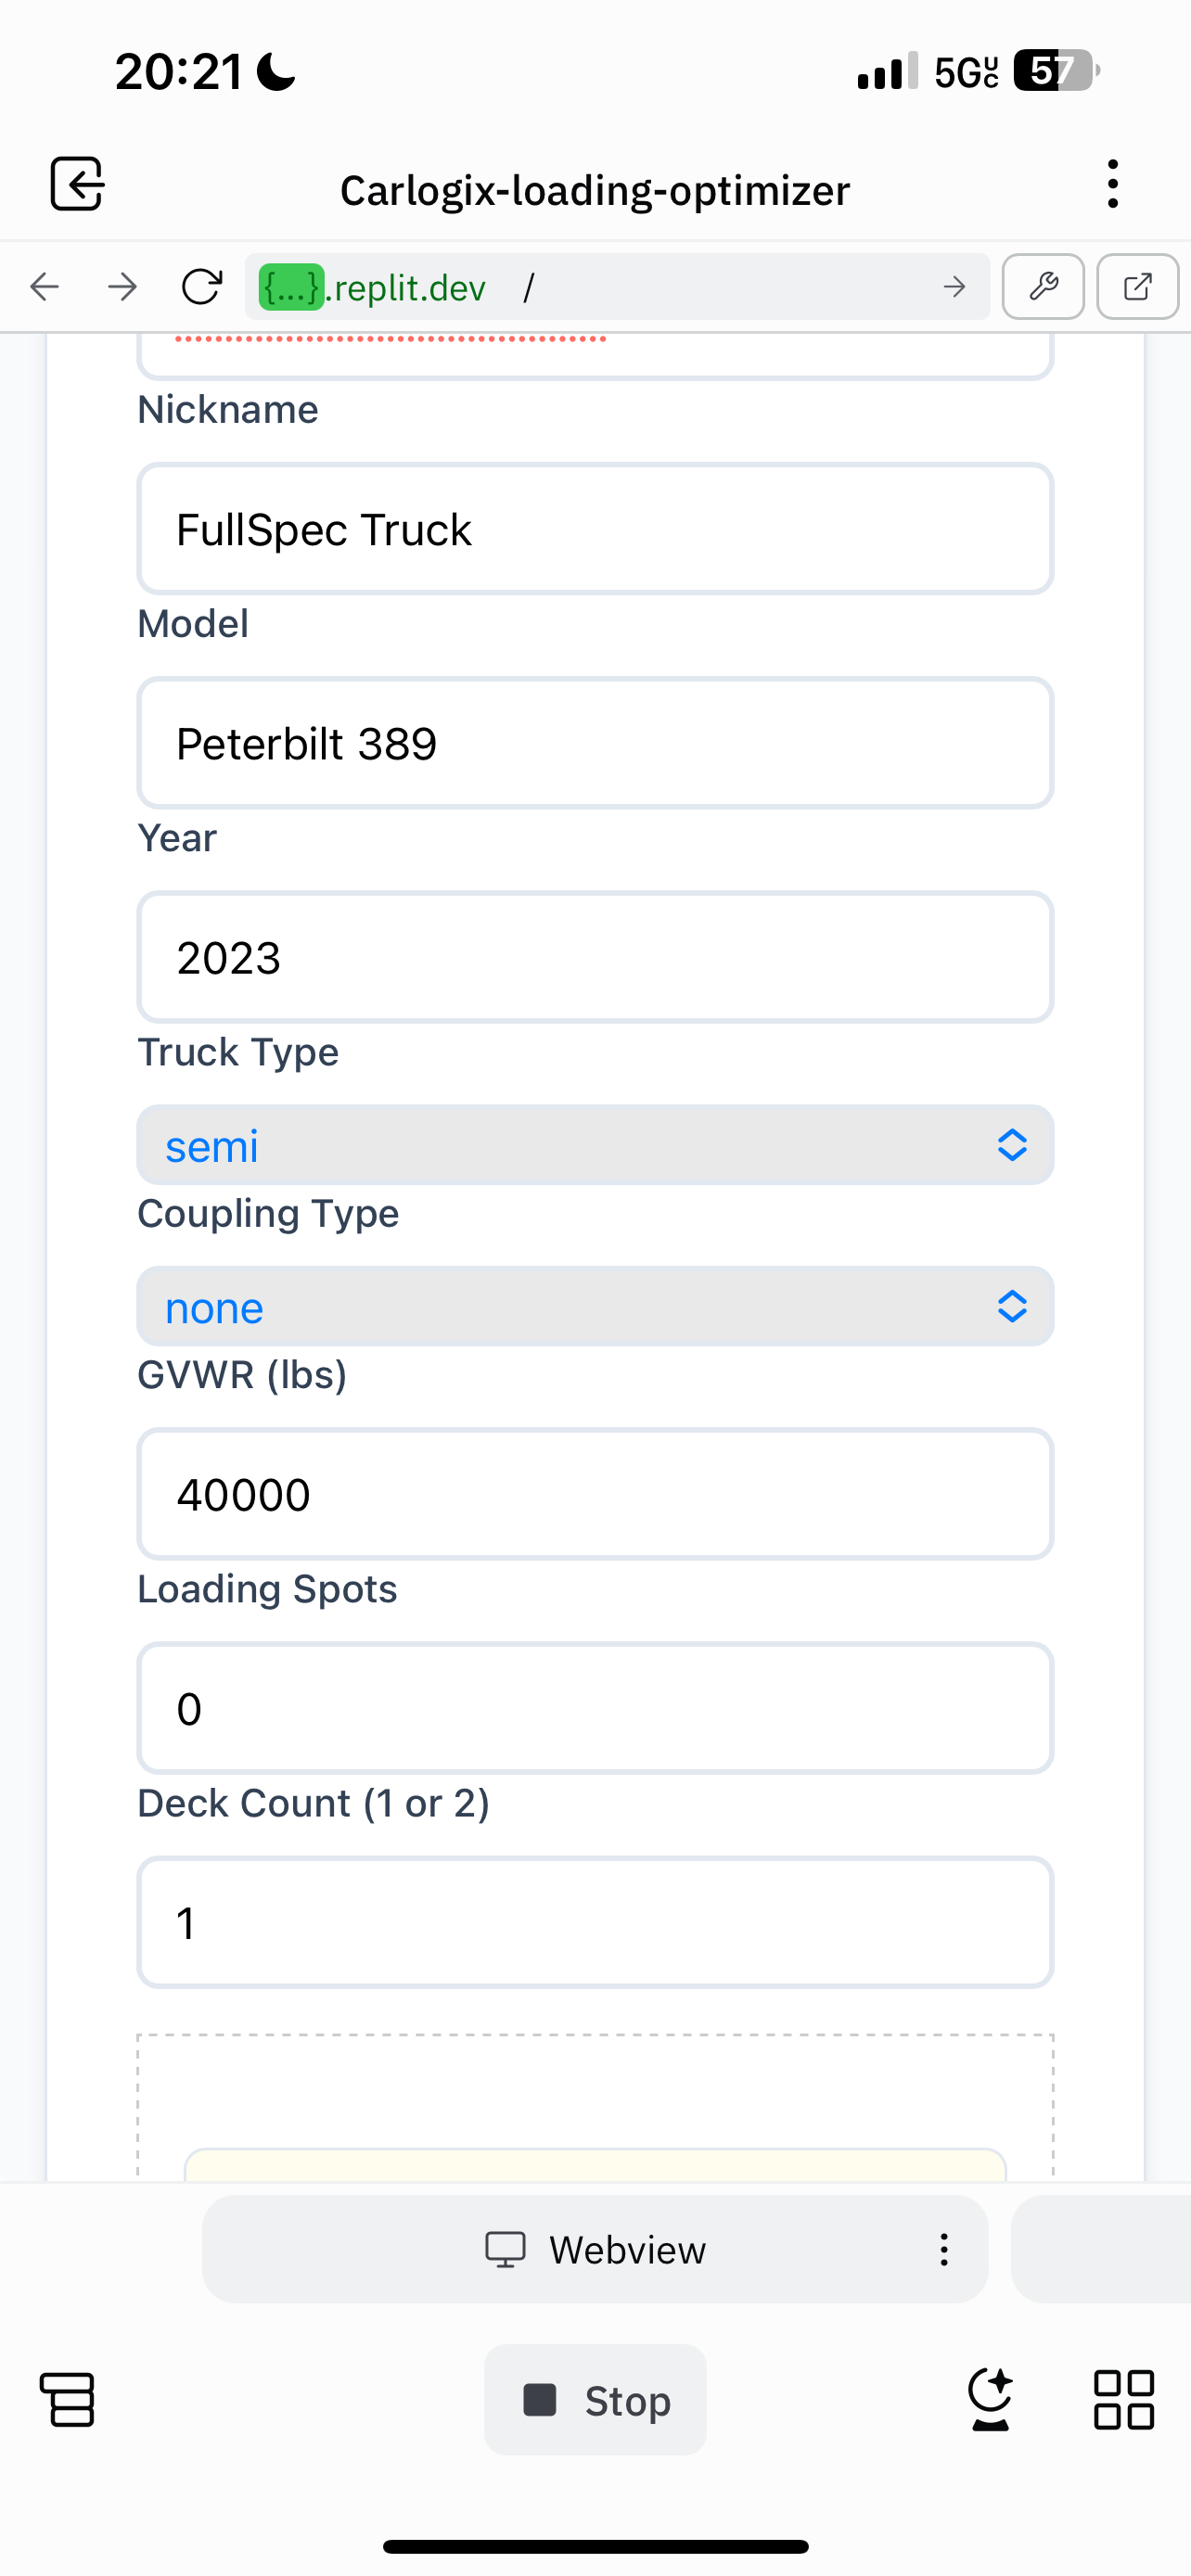 20:21
5G UC 57
Carlogix-loading-optimizer
{...}.replit.dev /
Nickname
FullSpec Truck
Model
Peterbilt 389
Year
2023
Truck Type
semi
Coupling Type
none
GVWR (lbs)
40000
Loading Spots
0
Deck Count (1 or 2)
1
Webview
Stop